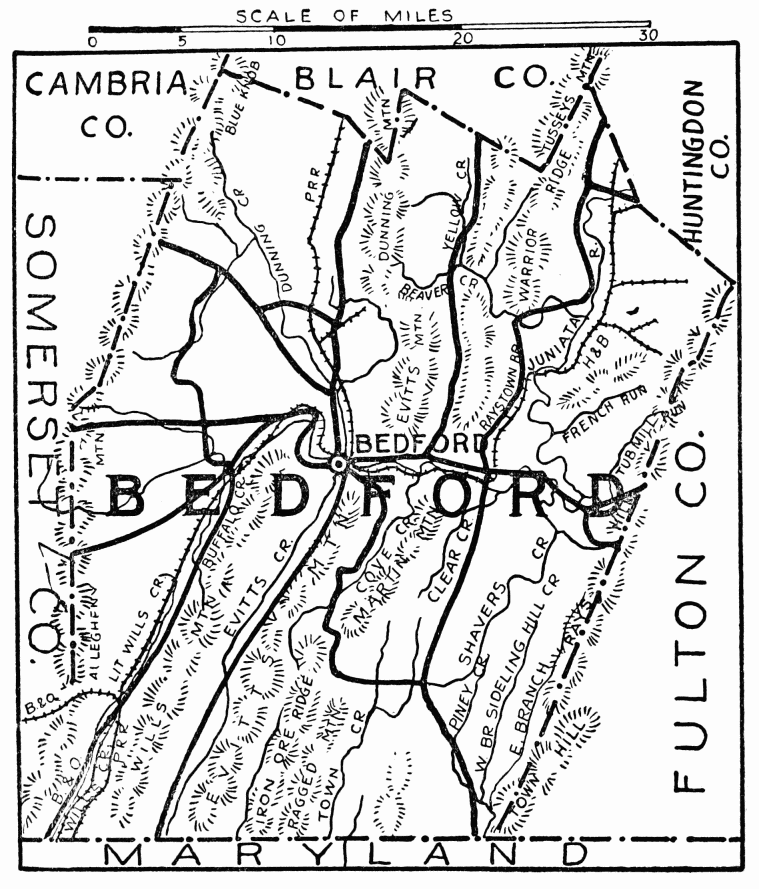 SCALE OF MILES
0 5 10 20 30
CAMBRIA
CO.
BLAIR CO.
HUNTINGDON
CO.
BLUE KNOB
MTN
TUSSEYS MTN
PRR
DUNNING CR
DUNNING
YELLOW CR
RIDGE
WARRIOR
BEAVER CR
SOMERSET CO.
EVITTS MTN
RAYSTOWN BR
JUNIATA R.
H&B
FRENCH RUN
TUB MILL RUN
MTN
BEDFORD
BEDFORD
FULTON CO.
ALLEGHENY
BUFFALO CR
MTN
EVITTS CR.
MTN
COVE CR
MARTIN
MTN
CLEAR CR
SHAVERS CR
RAYS HILL
LIT WILLS CR
WILLS
B.&O.
B.&O.
WILLS CR
PRR
EVITTS
IRON ORE RIDGE
RAGGED MTN
TOWN CR
PINEY CR
W BR SIDELING HILL CR
E. BRANCH
TOWN HILL
MARYLAND